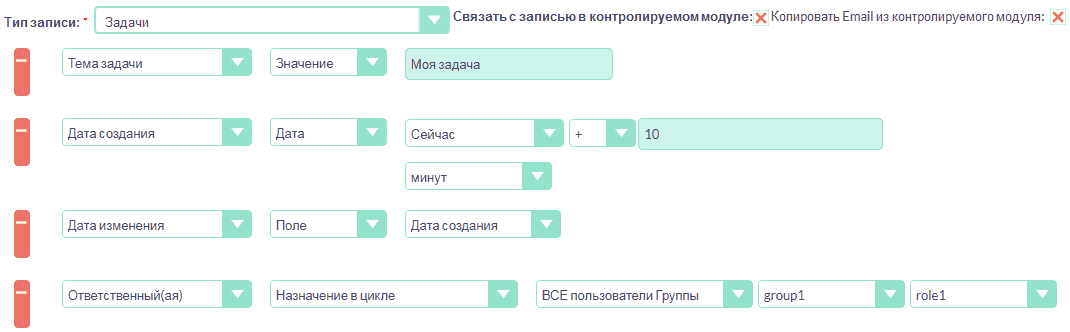 Тип записи: * Задачи Связать с записью в контролируемом модуле: Копировать Email из контролируемого модуля:
Тема задачи Значение Моя задача
Дата создания Дата Сейчас + 10
минут
Дата изменения Поле Дата создания
Ответственный(ая) Назначение в цикле ВСЕ пользователи Группы group1 role1